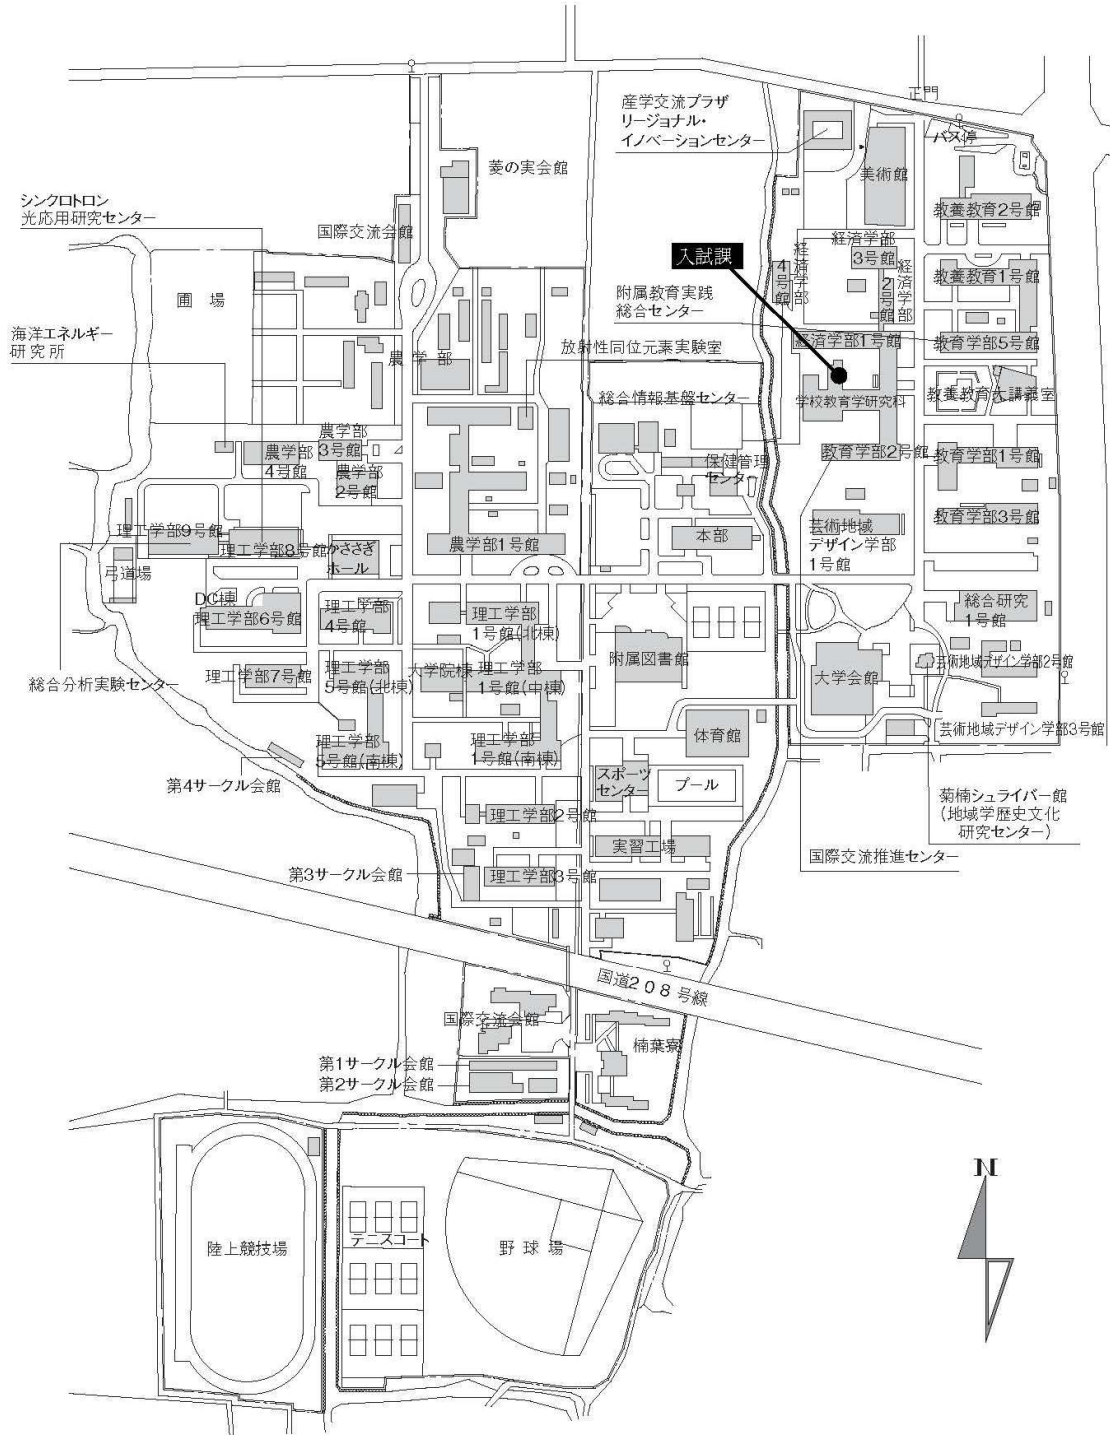 正門
バス停
産学交流プラザ
リージョナル・
イノベーションセンター
美術館
菱の実会館
教養教育2号館
シンクロトロン
光応用研究センター
国際交流会館
入試課
経済学部
4号館
経済学部
3号館
経済学部
2号館
教養教育1号館
圃場
附属教育実践
総合センター
海洋エネルギー
研究所
農学部
放射性同位元素実験室
経済学部1号館
教育学部5号館
総合情報基盤センター
学校教育学研究科
教養教育大講義室
農学部
3号館
農学部
4号館
農学部
2号館
保健管理
センター
教育学部2号館
教育学部1号館
理工学部9号館
理工学部8号館
かささぎ
ホール
農学部1号館
本部
芸術地域
デザイン学部
1号館
教育学部3号館
弓道場
DC棟
理工学部6号館
理工学部
4号館
理工学部
1号館(北棟)
総合研究
1号館
附属図書館
大学会館
芸術地域デザイン学部2号館
総合分析実験センター
理工学部7号館
理工学部
5号館(北棟)
大学院棟
理工学部
1号館(中棟)
芸術地域デザイン学部3号館
理工学部
5号館(南棟)
理工学部
1号館(南棟)
体育館
第4サークル会館
スポーツ
センター
プール
菊楠シュライバー館
(地域学歴史文化
研究センター)
理工学部2号館
実習工場
国際交流推進センター
第3サークル会館
理工学部3号館
国道208号線
国際交流会館
楠葉寮
第1サークル会館
第2サークル会館
N
陸上競技場
テニスコート
野球場